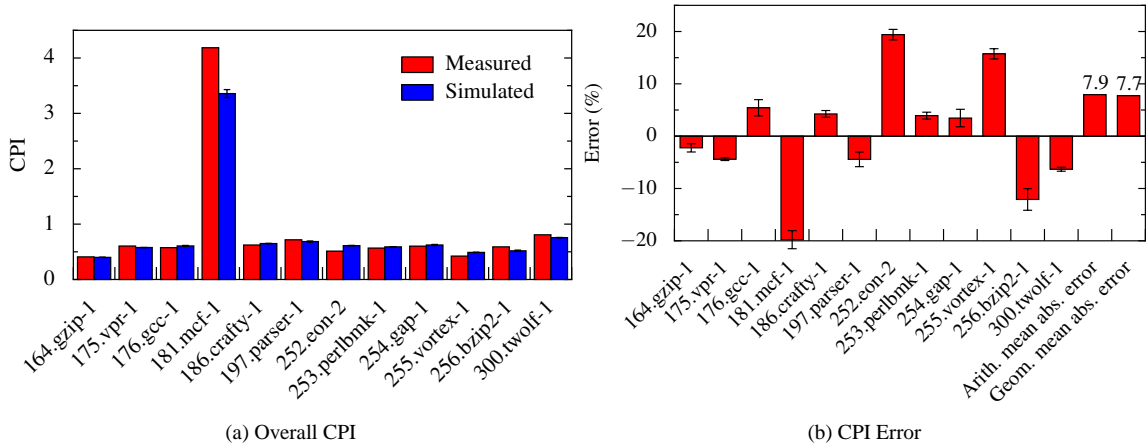 4
3
2
1
0
CPI
Measured
Simulated
164.gzip-1
175.vpr-1
176.gcc-1
181.mcf-1
186.crafty-1
197.parser-1
252.eon-2
253.perlbmk-1
254.gap-1
255.vortex-1
256.bzip2-1
300.twolf-1
(a) Overall CPI
20
10
0
−10
−20
Error (%)
7.9
7.7
164.gzip-1
175.vpr-1
176.gcc-1
181.mcf-1
186.crafty-1
197.parser-1
252.eon-2
253.perlbmk-1
254.gap-1
255.vortex-1
256.bzip2-1
300.twolf-1
Arith. mean abs. error
Geom. mean abs. error
(b) CPI Error